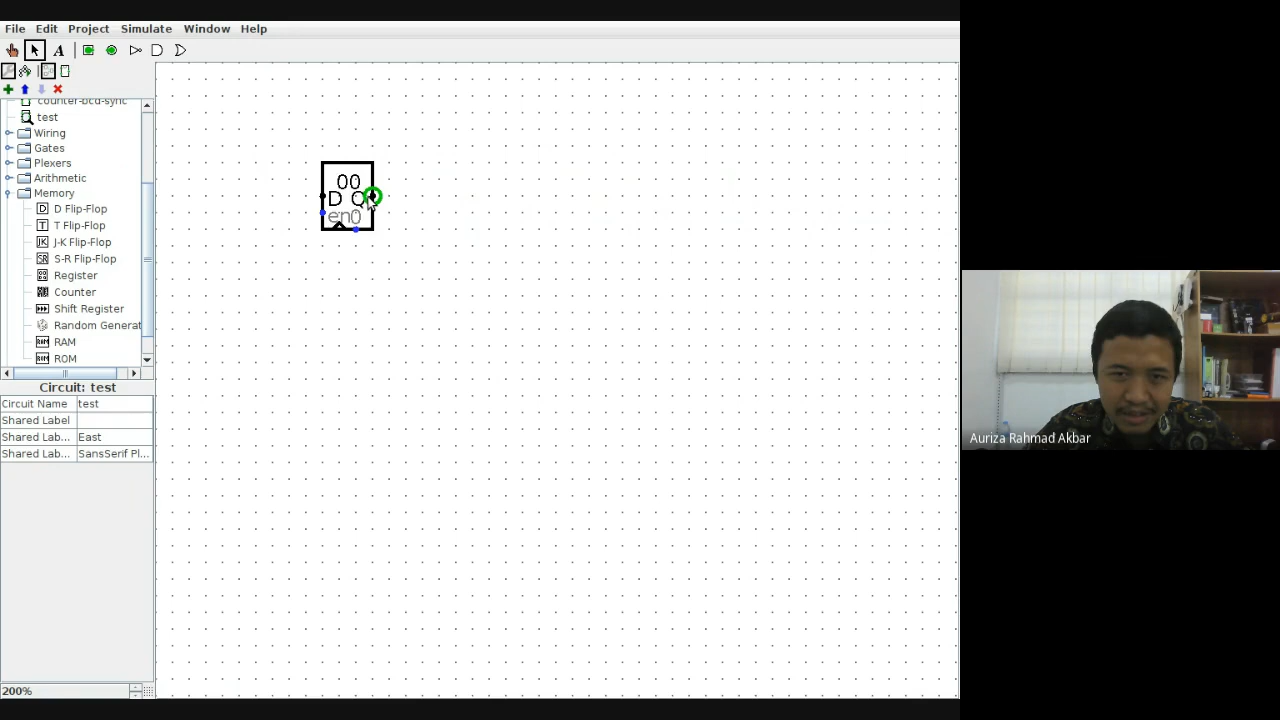 File Edit Project Simulate Window Help
A
counter-bcd-sync
test
Wiring
Gates
Plexers
Arithmetic
Memory
D Flip-Flop
T Flip-Flop
J-K Flip-Flop
S-R Flip-Flop
Register
Counter
Shift Register
Random Generat
RAM
ROM
Circuit: test
Circuit Name test
Shared Label
Shared Lab... East
Shared Lab... SansSerif Pl...
200%
00
D Q
en0
Auriza Rahmad Akbar